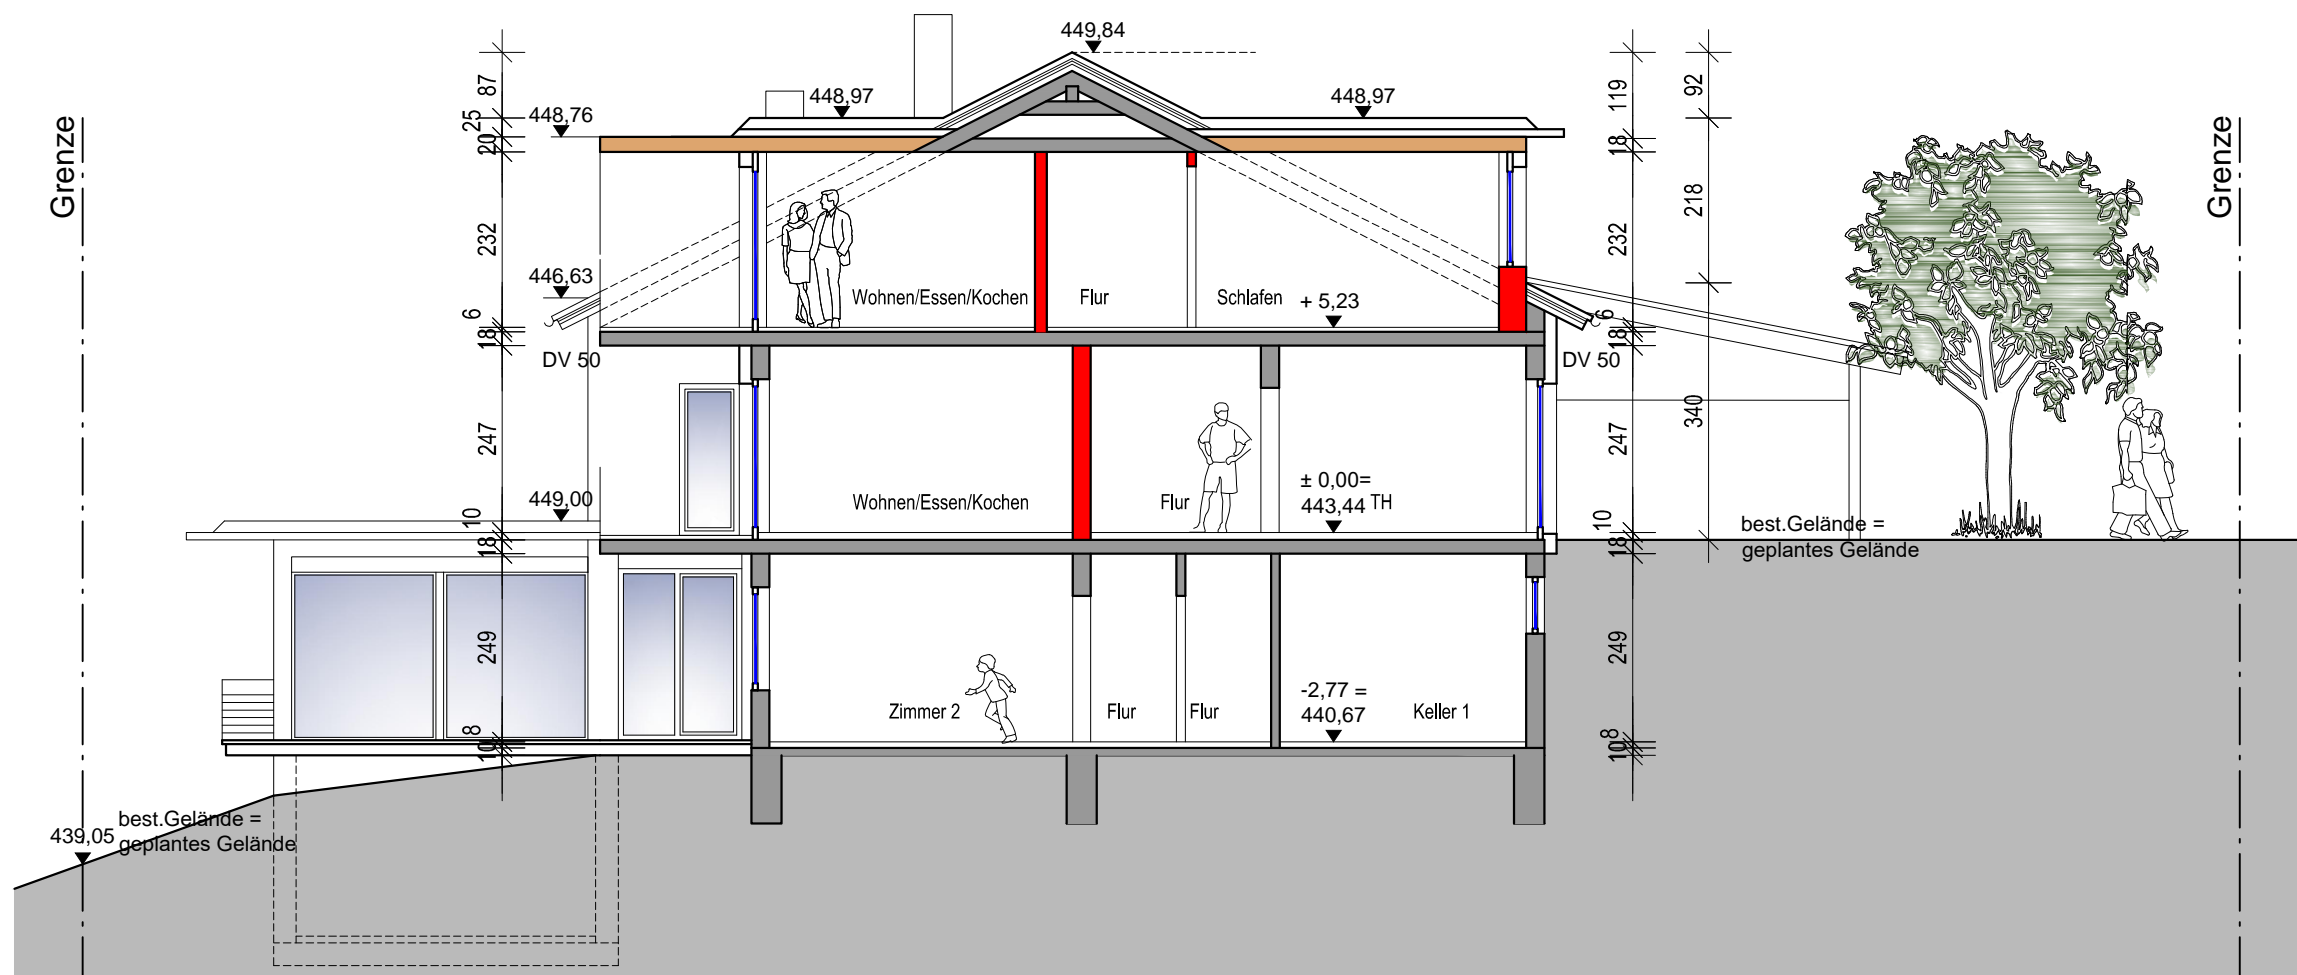 Grenze
449,84
448,97
448,97
448,76
446,63
DV 50
449,00
87
25
20
232
6
18
247
10
18
249
8
10
Wohnen/Essen/Kochen
Flur
Schlafen
+ 5,23
Wohnen/Essen/Kochen
Flur
± 0,00=
443,44 TH
Zimmer 2
Flur
Flur
-2,77 =
440,67
Keller 1
DV 50
119
18
232
6
18
247
10
18
249
8
10
92
218
340
best.Gelände =
geplantes Gelände
Grenze
439,05
best.Gelände =
geplantes Gelände